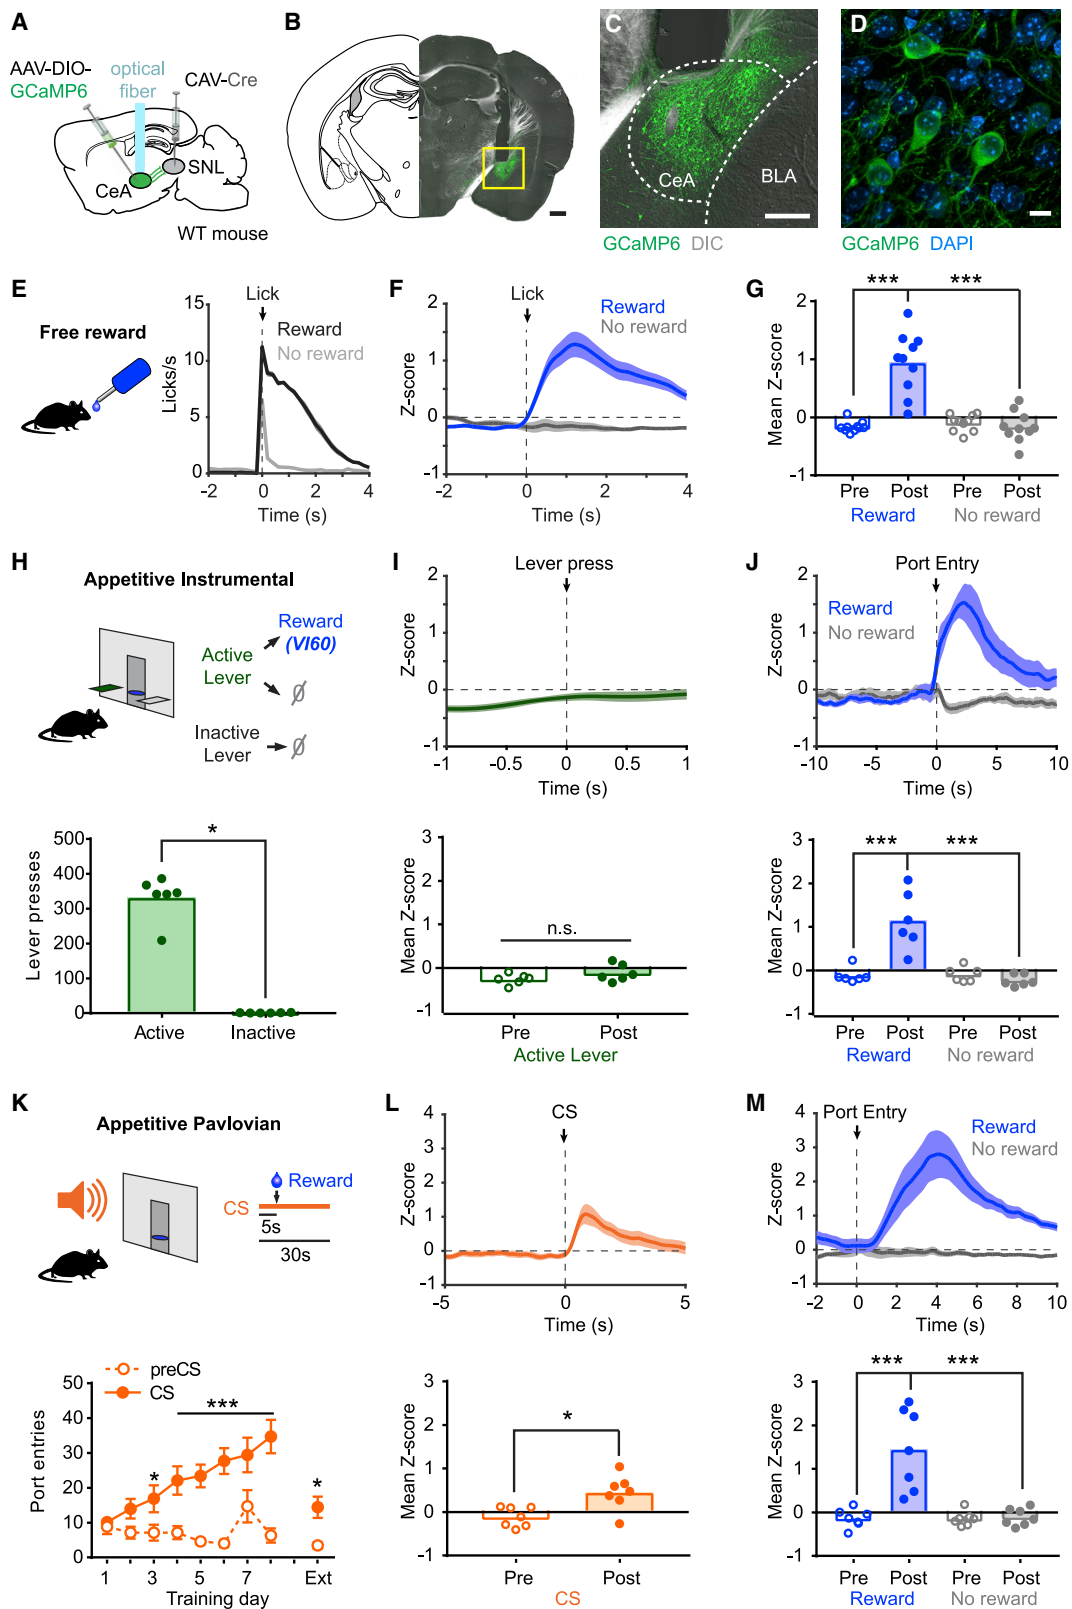 A
AAV-DIO-
GCaMP6
optical
fiber
CAV-Cre
CeA
SNL
WT mouse
B
C
CeA
BLA
GCaMP6 DIC
D
GCaMP6 DAPI
E
Free reward
Lick
Reward
No reward
Licks/s
15
10
5
0
-2 0 2 4
Time (s)
F
Lick
Reward
No reward
Z-score
2
1
0
-1
-2 0 2 4
Time (s)
G
*** ***
Mean Z-score
2
1
0
-1
Pre Post Pre Post
Reward No reward
H
Appetitive Instrumental
Reward
(VI60)
Active
Lever
Ø
Inactive
Lever
Ø
Lever presses
500
400
300
200
100
0
*
Active Inactive
I
Lever press
Z-score
2
1
0
-1
-1 -0.5 0 0.5 1
Time (s)
Mean Z-score
3
2
1
0
-1
n.s.
Pre Post
Active Lever
J
Port Entry
Reward
No reward
Z-score
2
1
0
-1
-10 -5 0 5 10
Time (s)
*** ***
Mean Z-score
3
2
1
0
-1
Pre Post Pre Post
Reward No reward
K
Appetitive Pavlovian
Reward
CS
5s
30s
preCS
CS
Port entries
50
40
30
20
10
0
*
***
*
1 3 5 7 Ext
Training day
L
CS
Z-score
4
3
2
1
0
-1
-5 0 5
Time (s)
Mean Z-score
3
2
1
0
-1
*
Pre Post
CS
M
Port Entry
Reward
No reward
Z-score
4
3
2
1
0
-1
-2 0 2 4 6 8 10
Time (s)
*** ***
Mean Z-score
3
2
1
0
-1
Pre Post Pre Post
Reward No reward